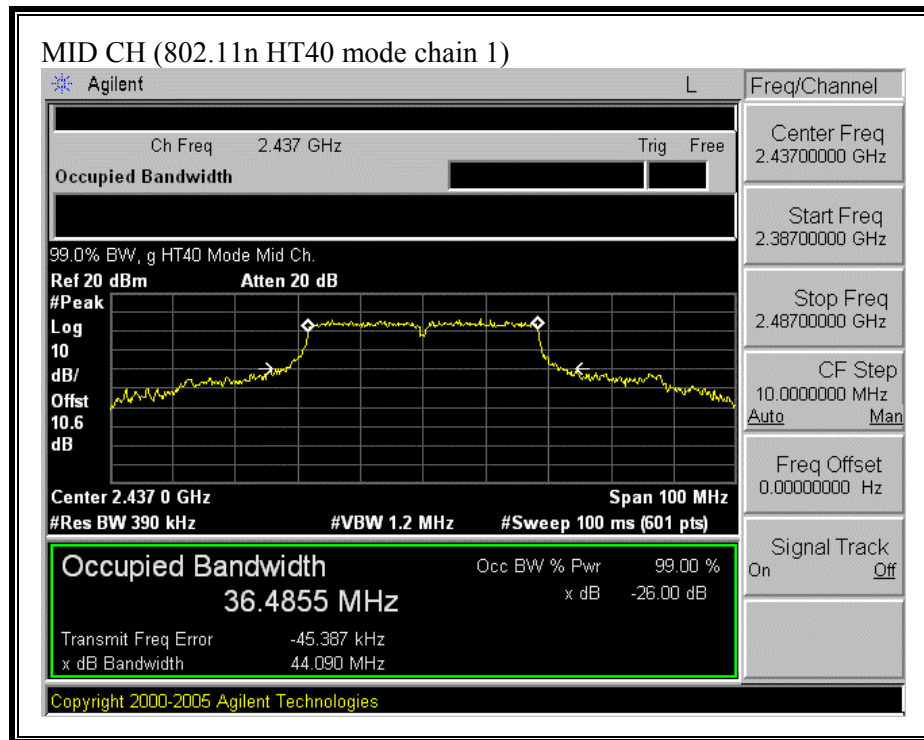 MID CH (802.11n HT40 mode chain 1)
Agilent L Freq/Channel
Ch Freq 2.437 GHz Trig Free
Occupied Bandwidth
Center Freq
2.43700000 GHz
Start Freq
2.38700000 GHz
Stop Freq
2.48700000 GHz
CF Step
10.0000000 MHz
Auto Man
Freq Offset
0.00000000 Hz
Signal Track
On Off
99.0% BW, g HT40 Mode Mid Ch.
Ref 20 dBm Atten 20 dB
#Peak
Log
10
dB/
Offst
10.6
dB
Center 2.437 0 GHz Span 100 MHz
#Res BW 390 kHz #VBW 1.2 MHz #Sweep 100 ms (601 pts)
Occupied Bandwidth Occ BW % Pwr 99.00 %
36.4855 MHz x dB -26.00 dB
Transmit Freq Error -45.387 kHz
x dB Bandwidth 44.090 MHz
Copyright 2000-2005 Agilent Technologies